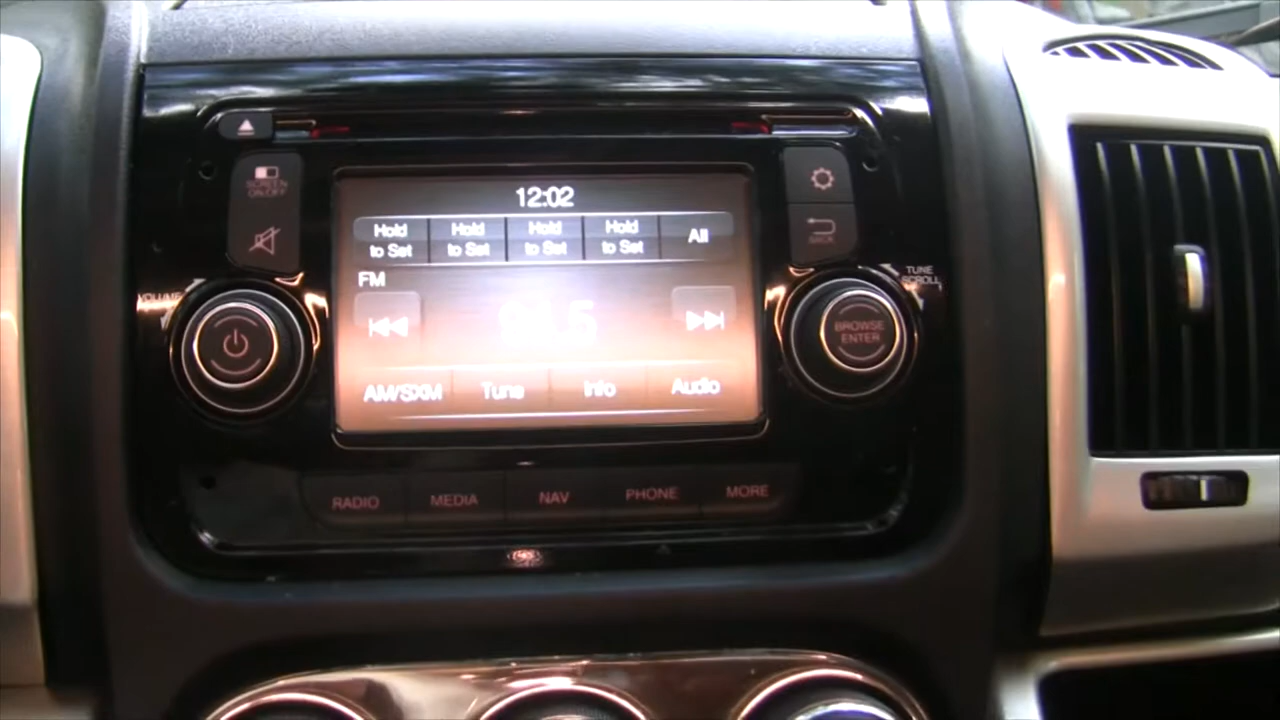 SCREEN
ON/OFF
12:02
Hold to Set
Hold to Set
Hold to Set
Hold to Set
All
FM
BACK
VOLUME
TUNE
SCROLL
BROWSE
ENTER
AM/SXM Tune Info Audio
RADIO MEDIA NAV PHONE MORE